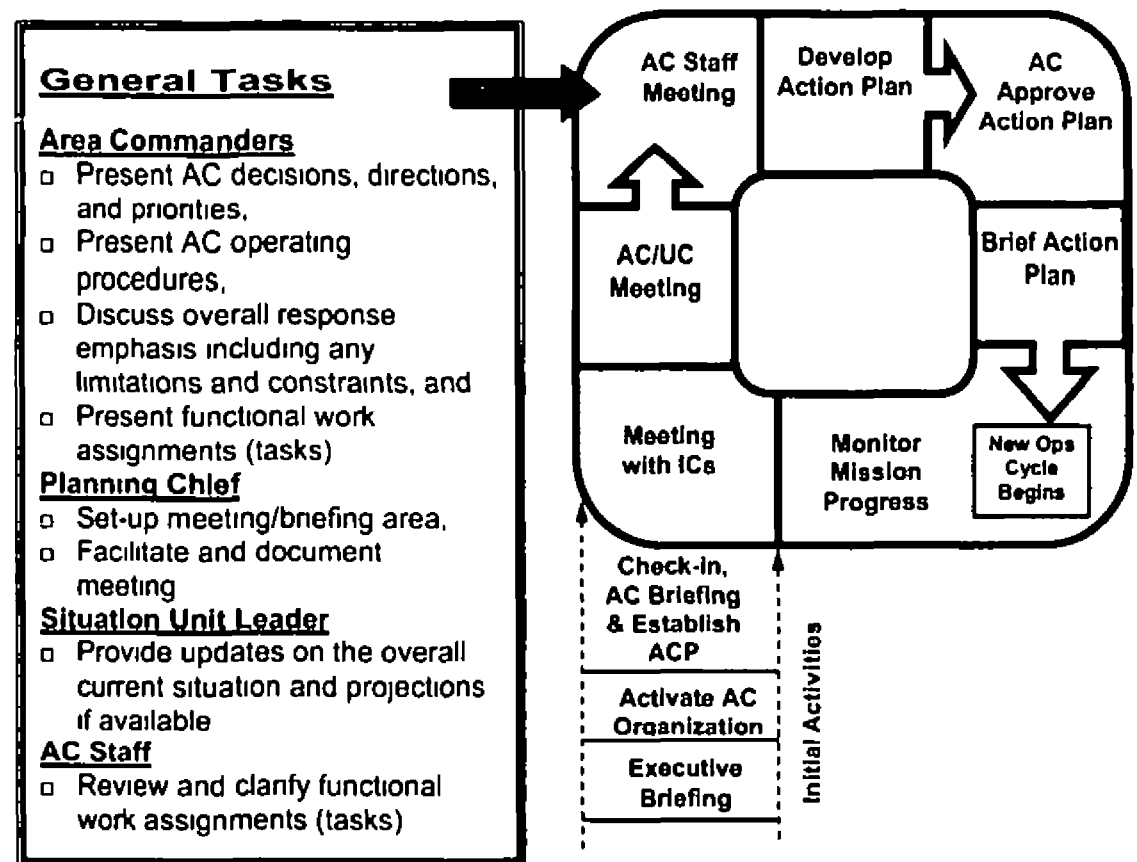 General Tasks
Area Commanders
▫ Present AC decisions, directions,
and priorities,
▫ Present AC operating
procedures,
▫ Discuss overall response
emphasis including any
limitations and constraints, and
▫ Present functional work
assignments (tasks)
Planning Chief
▫ Set-up meeting/briefing area,
▫ Facilitate and document
meeting
Situation Unit Leader
▫ Provide updates on the overall
current situation and projections
if available
AC Staff
▫ Review and clarify functional
work assignments (tasks)
AC Staff
Meeting
Develop
Action Plan
AC
Approve
Action Plan
AC/UC
Meeting
Brief Action
Plan
Meeting
with ICs
Monitor
Mission
Progress
New Ops
Cycle
Begins
Check-in,
AC Briefing
& Establish
ACP
Activate AC
Organization
Executive
Briefing
Initial Activities